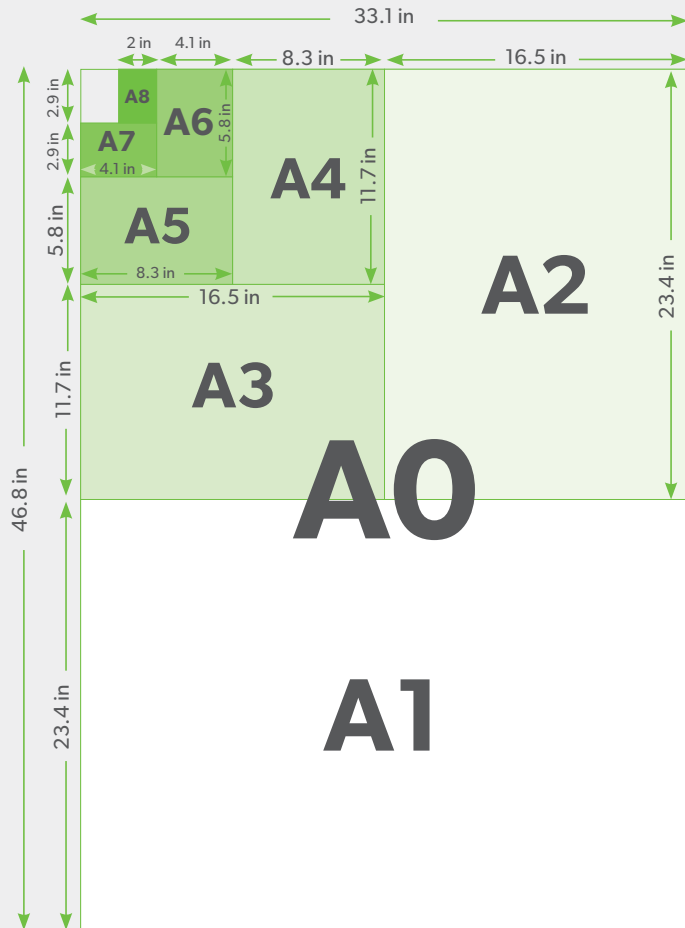 33.1 in
2 in
4.1 in
8.3 in
16.5 in
2.9 in
A8
A6
5.8 in
A7
2.9 in
4.1 in
A4
11.7 in
A5
5.8 in
8.3 in
A2
23.4 in
16.5 in
A3
11.7 in
A0
46.8 in
A1
23.4 in